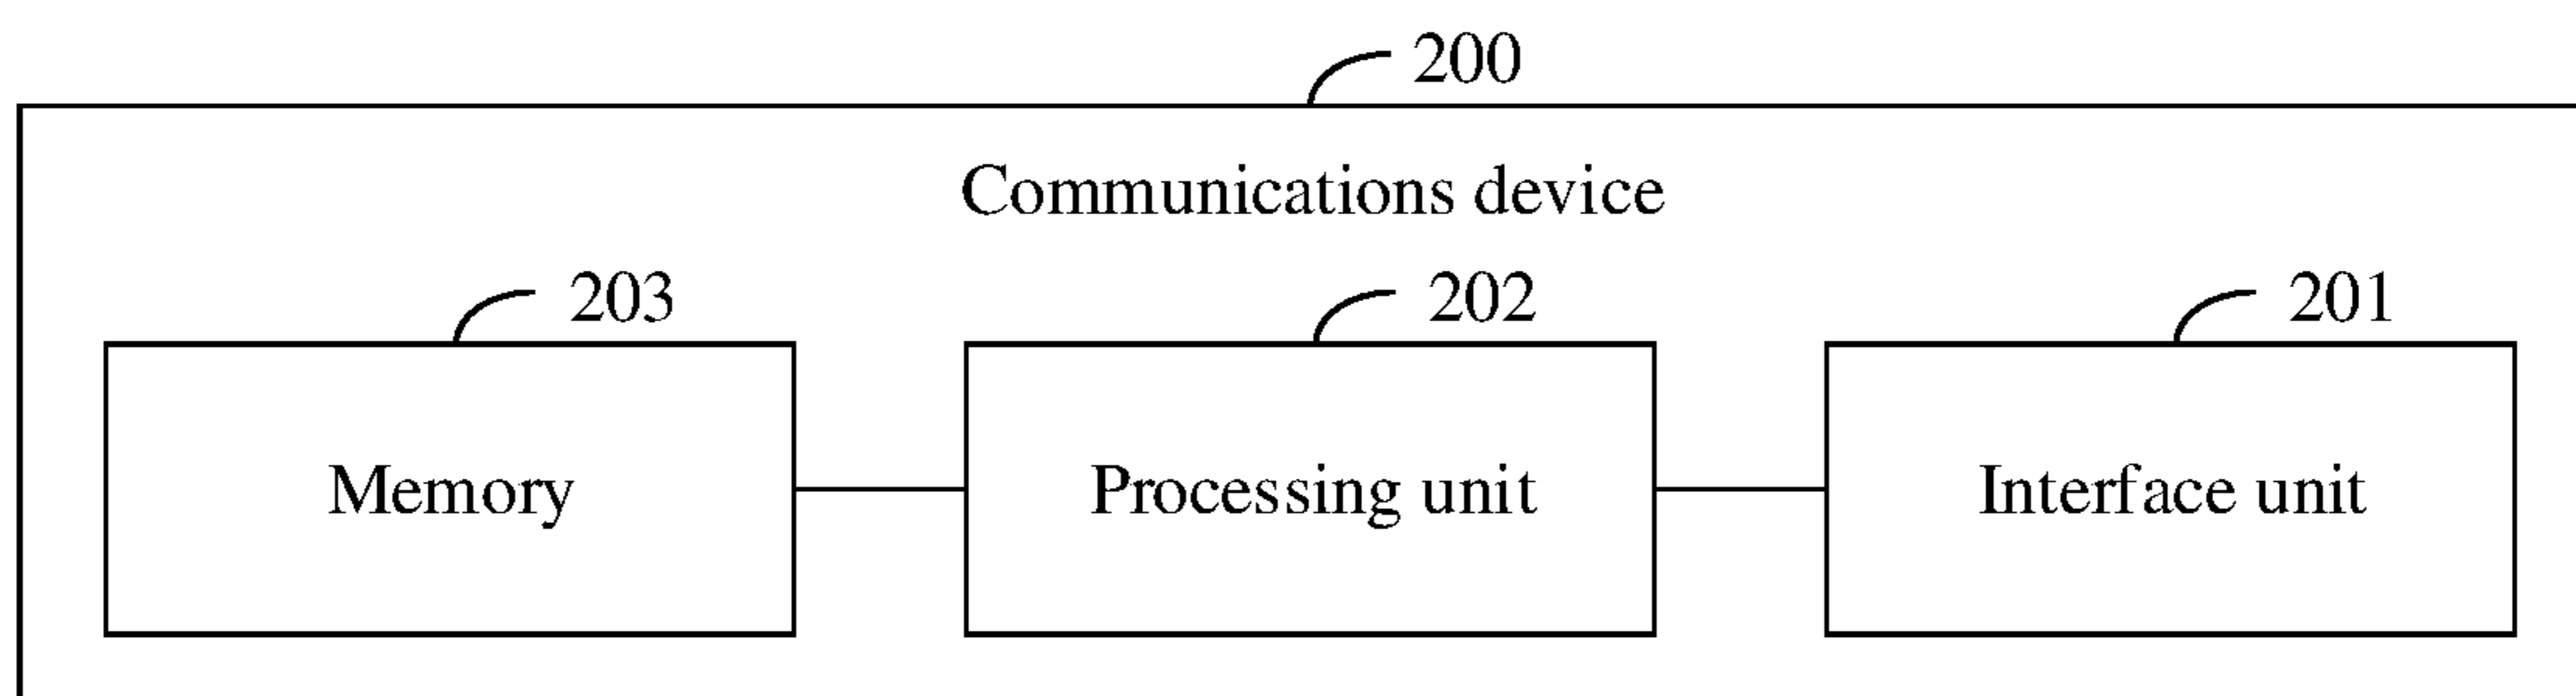 200
Communications device
203
202
201
Memory
Processing unit
Interface unit